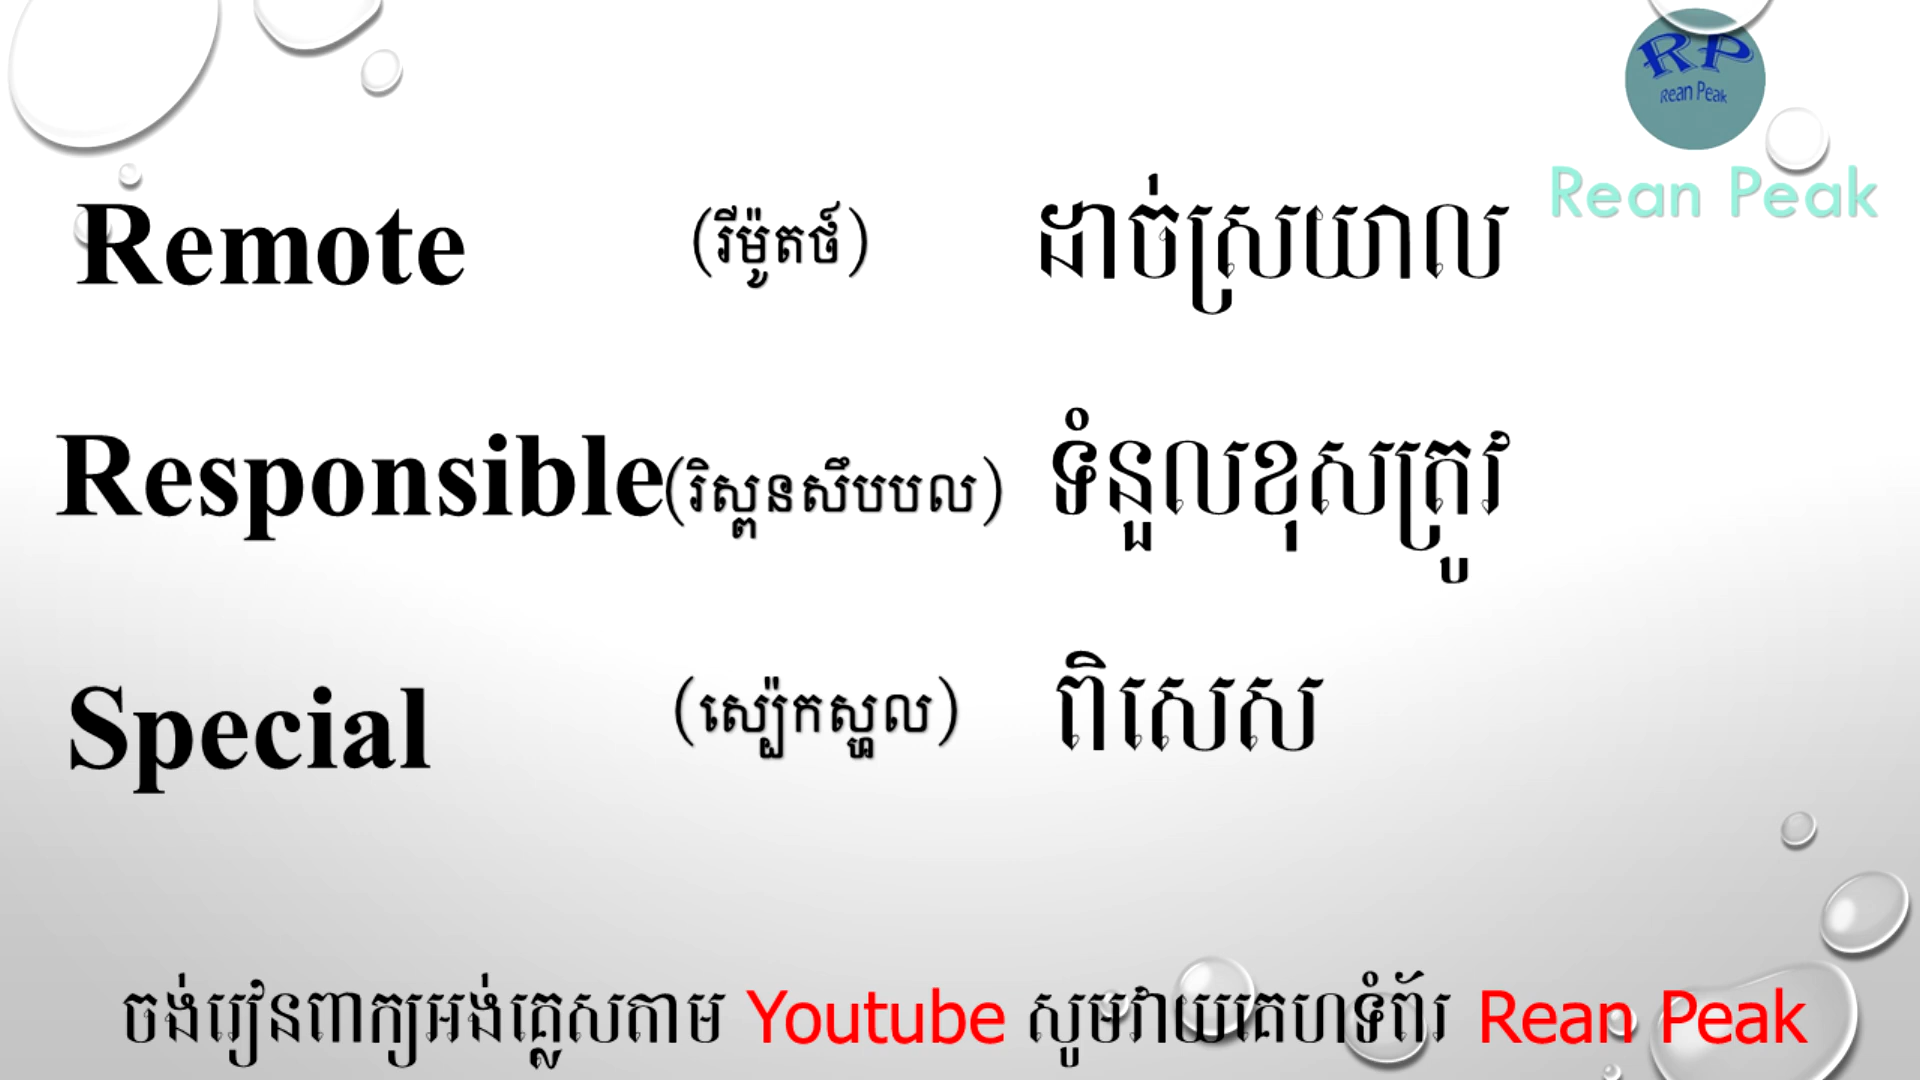 RP
Rean Peak
Rean Peak
Remote (រីម៉ូតថ៍) ដាច់ស្រយាល
Responsible (រិស្ពនសឹបបល) ទំនួលខុសត្រូវ
Special (ស្ប៉េកស្ហល) ពិសេស
ចង់រៀនពាក្យអង់គ្លេសតាម Youtube សូមវាយគេហទំព័រ Rean Peak